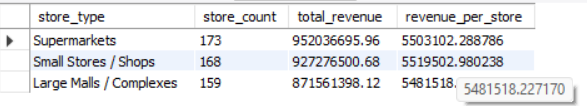 store_type store_count total_revenue revenue_per_store
Supermarkets 173 952036695.96 5503102.288786
Small Stores / Shops 168 927276500.68 5519502.980238
Large Malls / Complexes 159 871561398.12 5481518.
5481518.227170